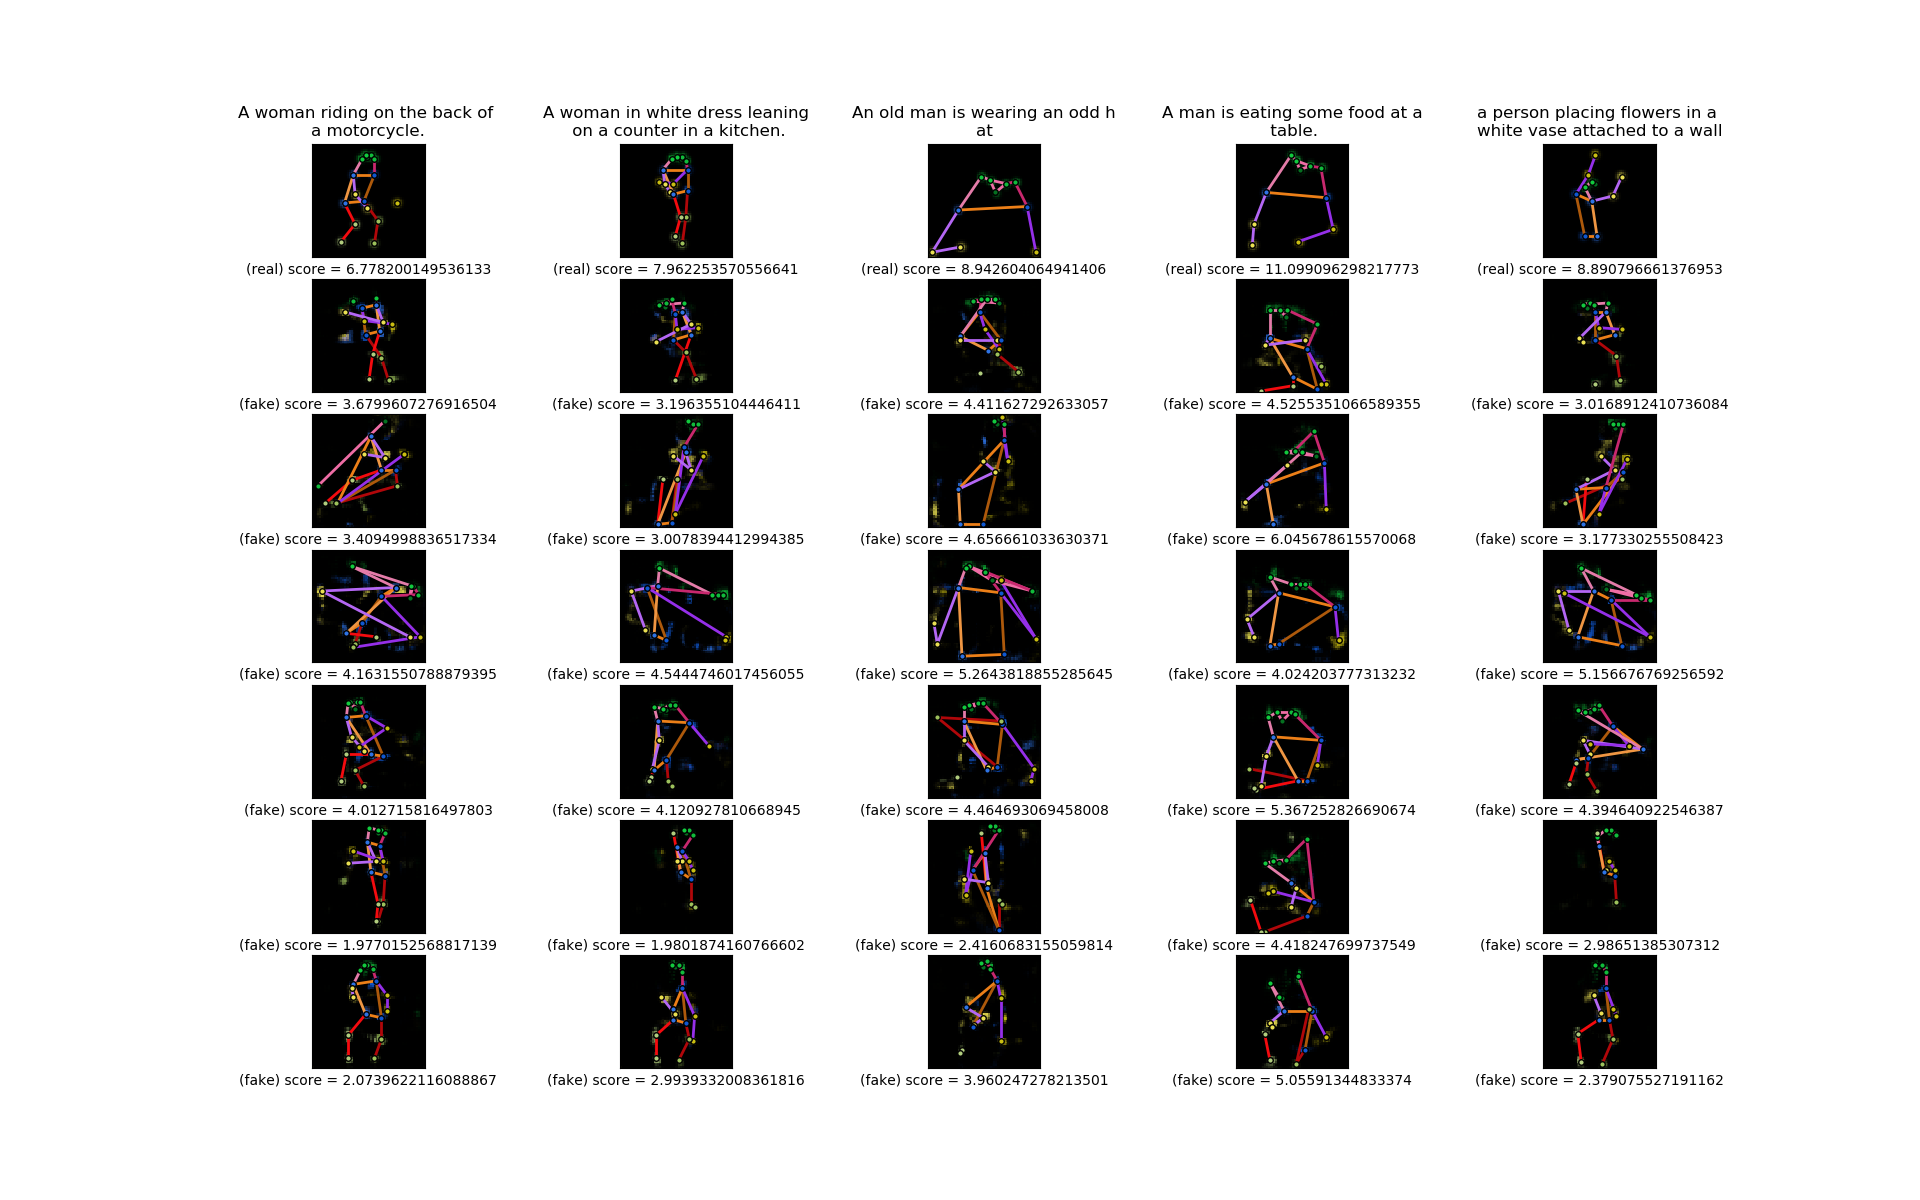 A woman riding on the back of
a motorcycle.
A woman in white dress leaning
on a counter in a kitchen.
An old man is wearing an odd h
at
A man is eating some food at a
table.
a person placing flowers in a
white vase attached to a wall
(real) score = 6.778200149536133
(real) score = 7.962253570556641
(real) score = 8.942604064941406
(real) score = 11.099096298217773
(real) score = 8.890796661376953
(fake) score = 3.6799607276916504
(fake) score = 3.196355104446411
(fake) score = 4.411627292633057
(fake) score = 4.5255351066589355
(fake) score = 3.0168912410736084
(fake) score = 3.4094998836517334
(fake) score = 3.0078394412994385
(fake) score = 4.656661033630371
(fake) score = 6.045678615570068
(fake) score = 3.177330255508423
(fake) score = 4.1631550788879395
(fake) score = 4.5444746017456055
(fake) score = 5.2643818855285645
(fake) score = 4.024203777313232
(fake) score = 5.156676769256592
(fake) score = 4.012715816497803
(fake) score = 4.120927810668945
(fake) score = 4.464693069458008
(fake) score = 5.367252826690674
(fake) score = 4.394640922546387
(fake) score = 1.9770152568817139
(fake) score = 1.9801874160766602
(fake) score = 2.4160683155059814
(fake) score = 4.418247699737549
(fake) score = 2.98651385307312
(fake) score = 2.0739622116088867
(fake) score = 2.9939332008361816
(fake) score = 3.960247278213501
(fake) score = 5.05591344833374
(fake) score = 2.379075527191162